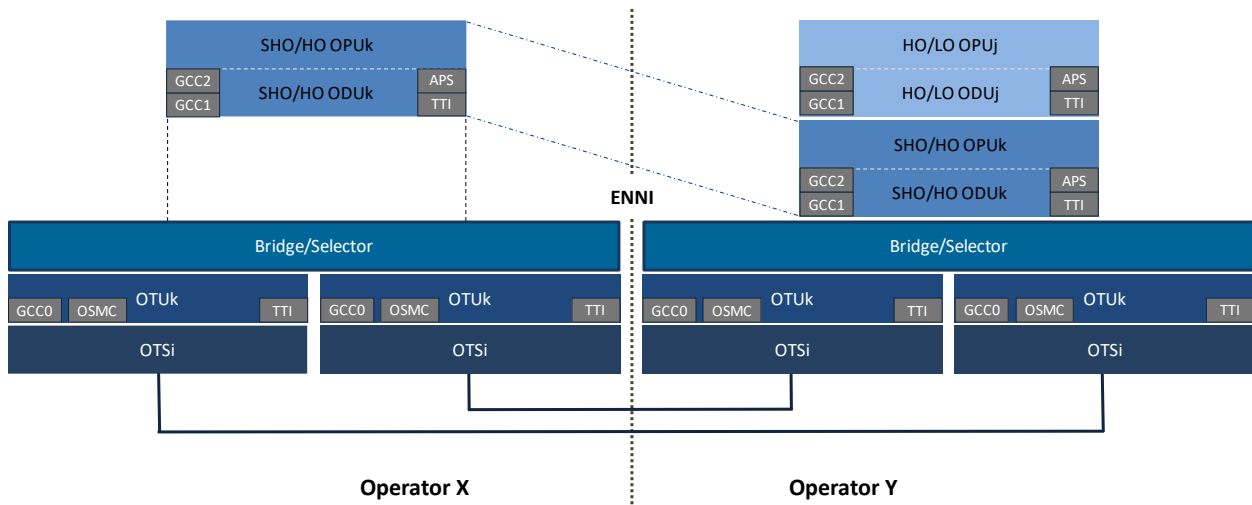 SHO/HO OPUk
GCC2
APS
SHO/HO ODUk
GCC1
TTI
HO/LO OPUj
GCC2
APS
HO/LO ODUj
GCC1
TTI
SHO/HO OPUk
GCC2
APS
SHO/HO ODUk
GCC1
TTI
ENNI
Bridge/Selector
Bridge/Selector
OTUk
GCC0
OSMC
TTI
OTUk
GCC0
OSMC
TTI
OTUk
GCC0
OSMC
TTI
OTUk
GCC0
OSMC
TTI
OTSi
OTSi
OTSi
OTSi
Operator X
Operator Y